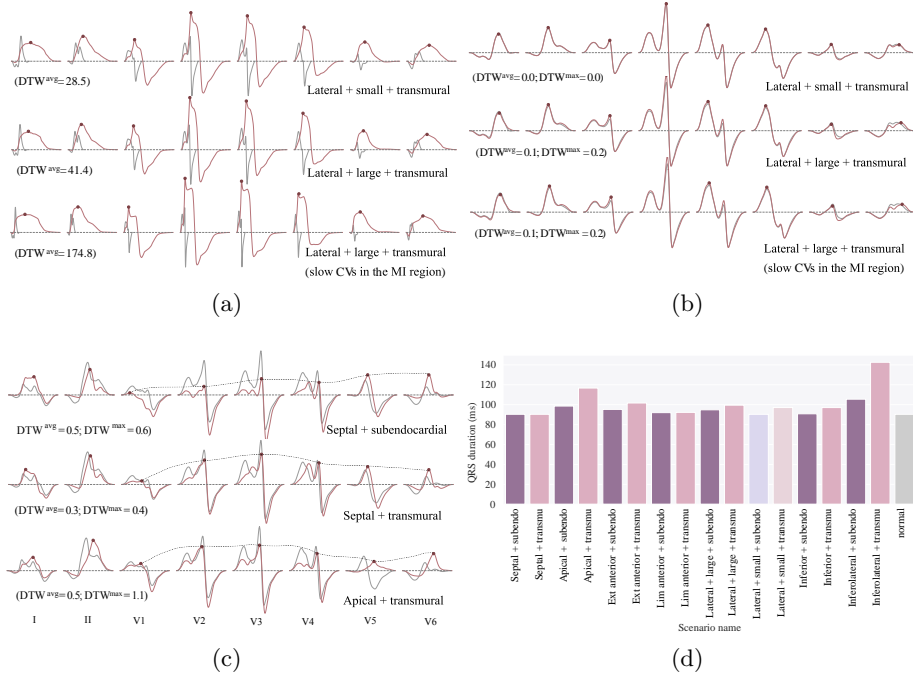 (DTW avg=28.5)
Lateral + small + transmural
(DTW avg=41.4)
Lateral + large + transmural
(DTW avg=174.8)
Lateral + large + transmural
(slow CVs in the MI region)
(a)
(DTW avg=0.0; DTW max=0.0)
Lateral + small + transmural
(DTW avg=0.1; DTW max=0.2)
Lateral + large + transmural
(DTW avg=0.1; DTW max=0.2)
Lateral + large + transmural
(slow CVs in the MI region)
(b)
DTW avg=0.5; DTW max=0.6)
Septal + subendocardial
(DTW avg=0.3; DTW max=0.4)
Septal + transmural
(DTW avg=0.5; DTW max=1.1)
Apical + transmural
I II V1 V2 V3 V4 V5 V6
(c)
QRS duration (ms)
140
120
100
80
60
40
20
0
Septal + subendo
Septal + transmu
Apical + subendo
Apical + transmu
Ext anterior + subendo
Ext anterior + transmu
Lim anterior + subendo
Lim anterior + transmu
Lateral + large + subendo
Lateral + large + transmu
Lateral + small + subendo
Lateral + small + transmu
Inferior + subendo
Inferior + transmu
Inferolateral + subendo
Inferolateral + transmu
normal
Scenario name
(d)